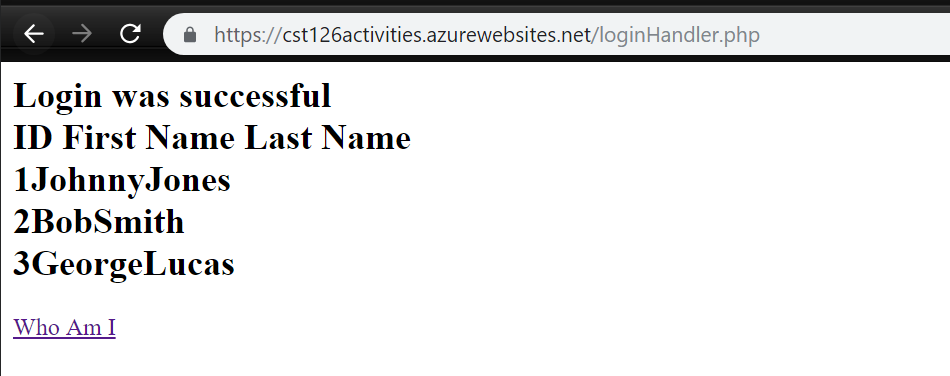 https://cst126activities.azurewebsites.net/loginHandler.php
Login was successful
ID First Name Last Name
1JohnnyJones
2BobSmith
3GeorgeLucas
Who Am I